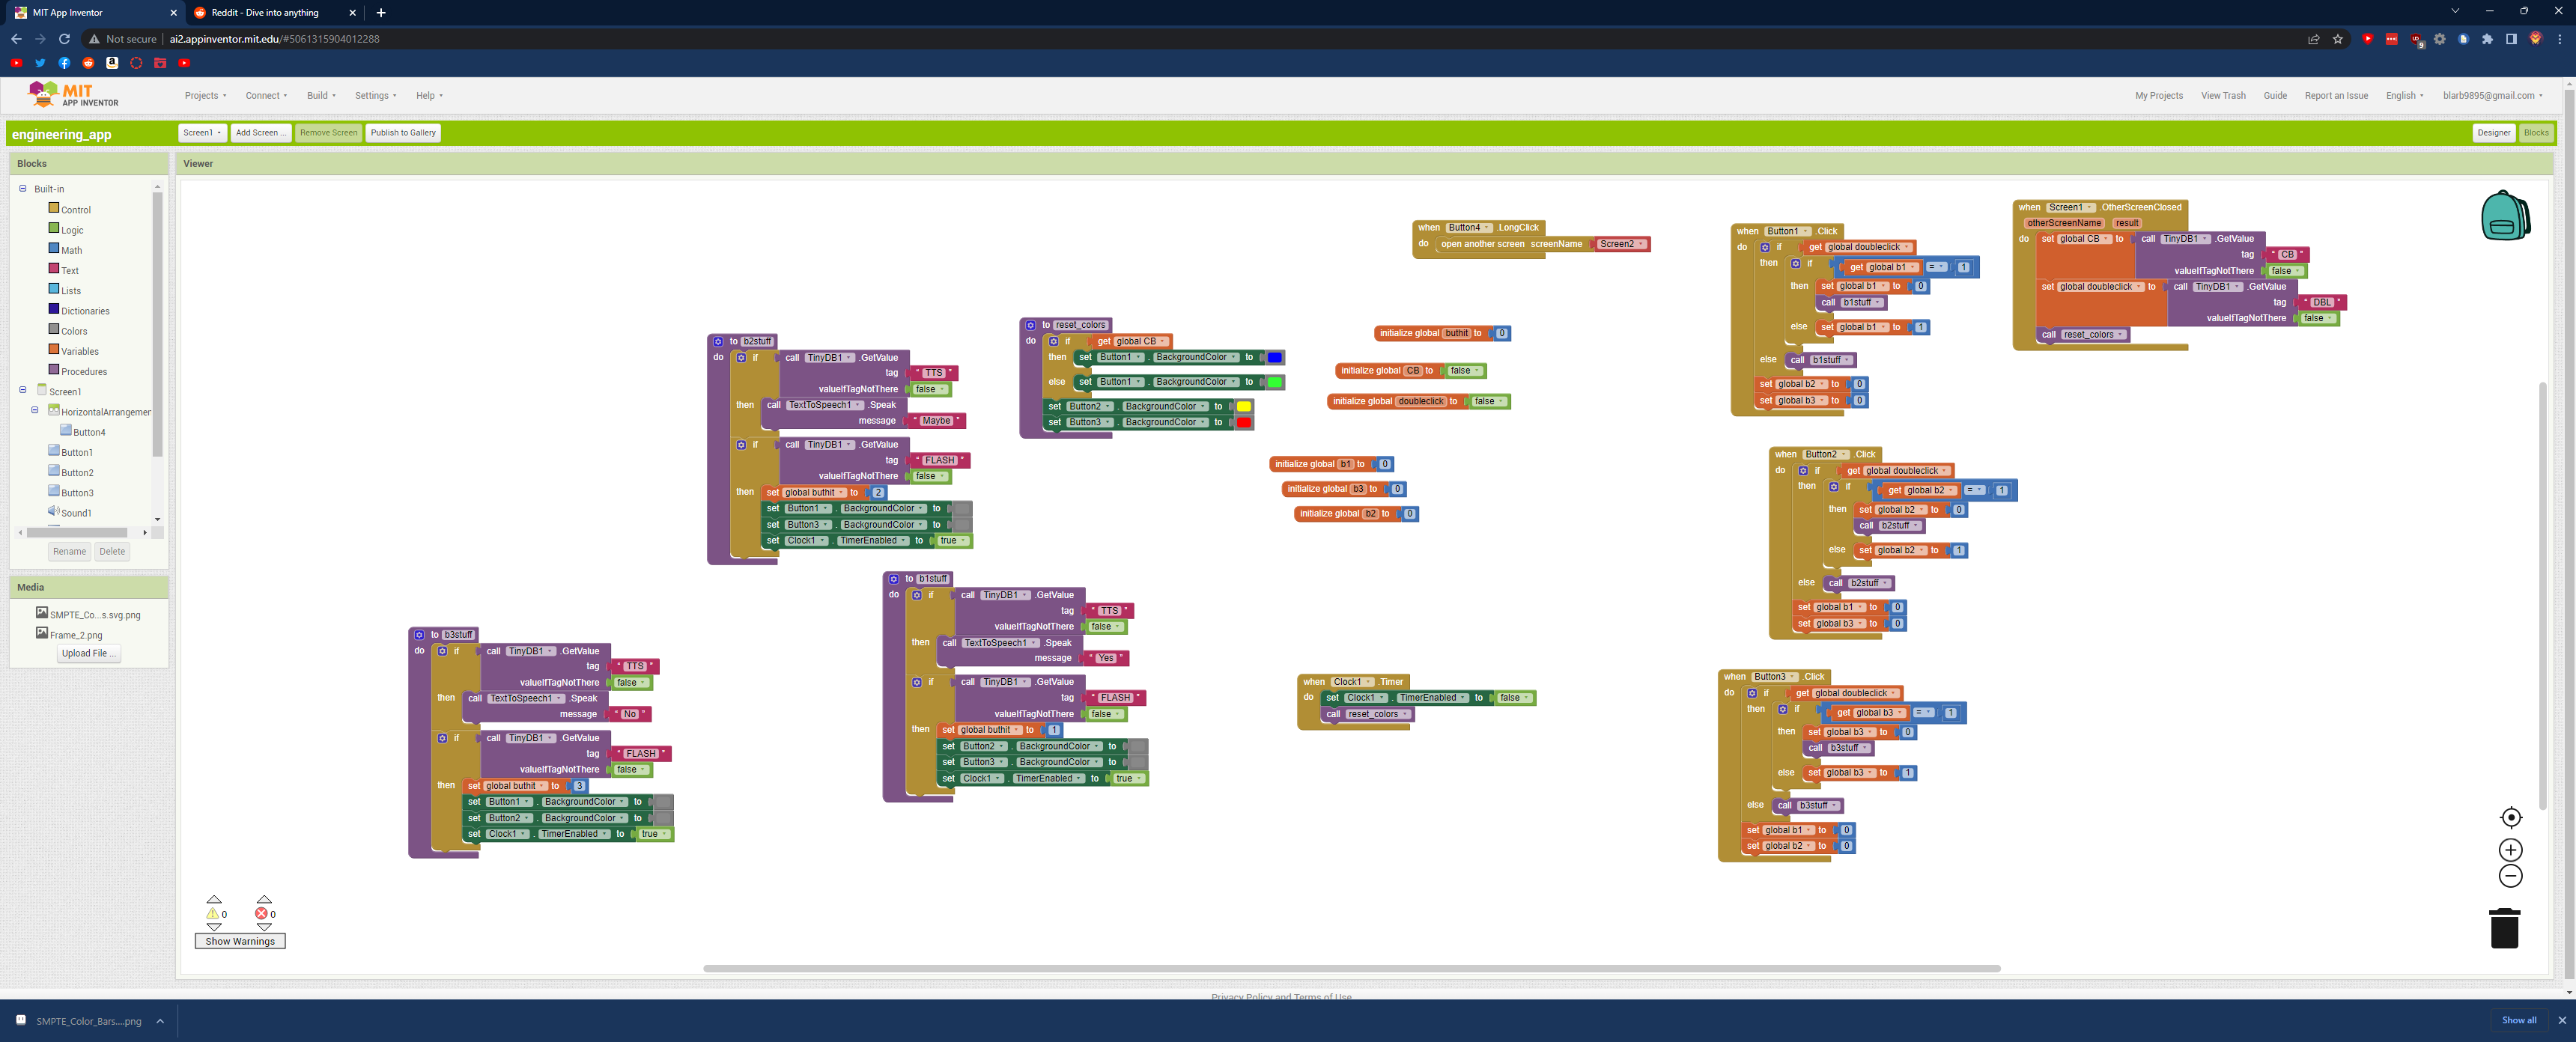 MIT App Inventor
Reddit - Dive into anything
Not secure
ai2.appinventor.mit.edu/#5061315904012288
MIT
APP INVENTOR
Projects
Connect
Build
Settings
Help
My Projects
View Trash
Guide
Report an Issue
English
blarb9895@gmail.com
engineering_app
Screen1
Add Screen ...
Remove Screen
Publish to Gallery
Designer
Blocks
Blocks
Built-in
Control
Logic
Math
Text
Lists
Dictionaries
Colors
Variables
Procedures
Screen1
HorizontalArrangemen
Button4
Button1
Button2
Button3
Sound1
Rename
Delete
Media
SMPTE_Co...s.svg.png
Frame_2.png
Upload File ...
Viewer
to b3stuff
do if call TinyDB1 .GetValue
tag " TTS "
valueIfTagNotThere false
then call TextToSpeech1 .Speak
message " No "
if call TinyDB1 .GetValue
tag " FLASH "
valueIfTagNotThere false
then set global buthit to 3
set Button1 . BackgroundColor to
set Button2 . BackgroundColor to
set Clock1 . TimerEnabled to true
to b2stuff
do if call TinyDB1 .GetValue
tag " TTS "
valueIfTagNotThere false
then call TextToSpeech1 .Speak
message " Maybe "
if call TinyDB1 .GetValue
tag " FLASH "
valueIfTagNotThere false
then set global buthit to 2
set Button1 . BackgroundColor to
set Button3 . BackgroundColor to
set Clock1 . TimerEnabled to true
to b1stuff
do if call TinyDB1 .GetValue
tag " TTS "
valueIfTagNotThere false
then call TextToSpeech1 .Speak
message " Yes "
if call TinyDB1 .GetValue
tag " FLASH "
valueIfTagNotThere false
then set global buthit to 1
set Button2 . BackgroundColor to
set Button3 . BackgroundColor to
set Clock1 . TimerEnabled to true
to reset_colors
do if get global CB
then set Button1 . BackgroundColor to
else set Button1 . BackgroundColor to
set Button2 . BackgroundColor to
set Button3 . BackgroundColor to
when Button4 .LongClick
do open another screen screenName Screen2
initialize global buthit to 0
initialize global CB to false
initialize global doubleclick to false
initialize global b1 to 0
initialize global b3 to 0
initialize global b2 to 0
when Clock1 .Timer
do set Clock1 . TimerEnabled to false
call reset_colors
when Button1 .Click
do if get global doubleclick
then if get global b1 = 1
then set global b1 to 0
call b1stuff
else set global b1 to 1
else call b1stuff
set global b2 to 0
set global b3 to 0
when Button2 .Click
do if get global doubleclick
then if get global b2 = 1
then set global b2 to 0
call b2stuff
else set global b2 to 1
else call b2stuff
set global b1 to 0
set global b3 to 0
when Button3 .Click
do if get global doubleclick
then if get global b3 = 1
then set global b3 to 0
call b3stuff
else set global b3 to 1
else call b3stuff
set global b1 to 0
set global b2 to 0
when Screen1 .OtherScreenClosed
otherScreenName result
do set global CB to call TinyDB1 .GetValue
tag " CB "
valueIfTagNotThere false
set global doubleclick to call TinyDB1 .GetValue
tag " DBL "
valueIfTagNotThere false
call reset_colors
0 0
Show Warnings
Privacy Policy and Terms of Use
SMPTE_Color_Bars....png
Show all